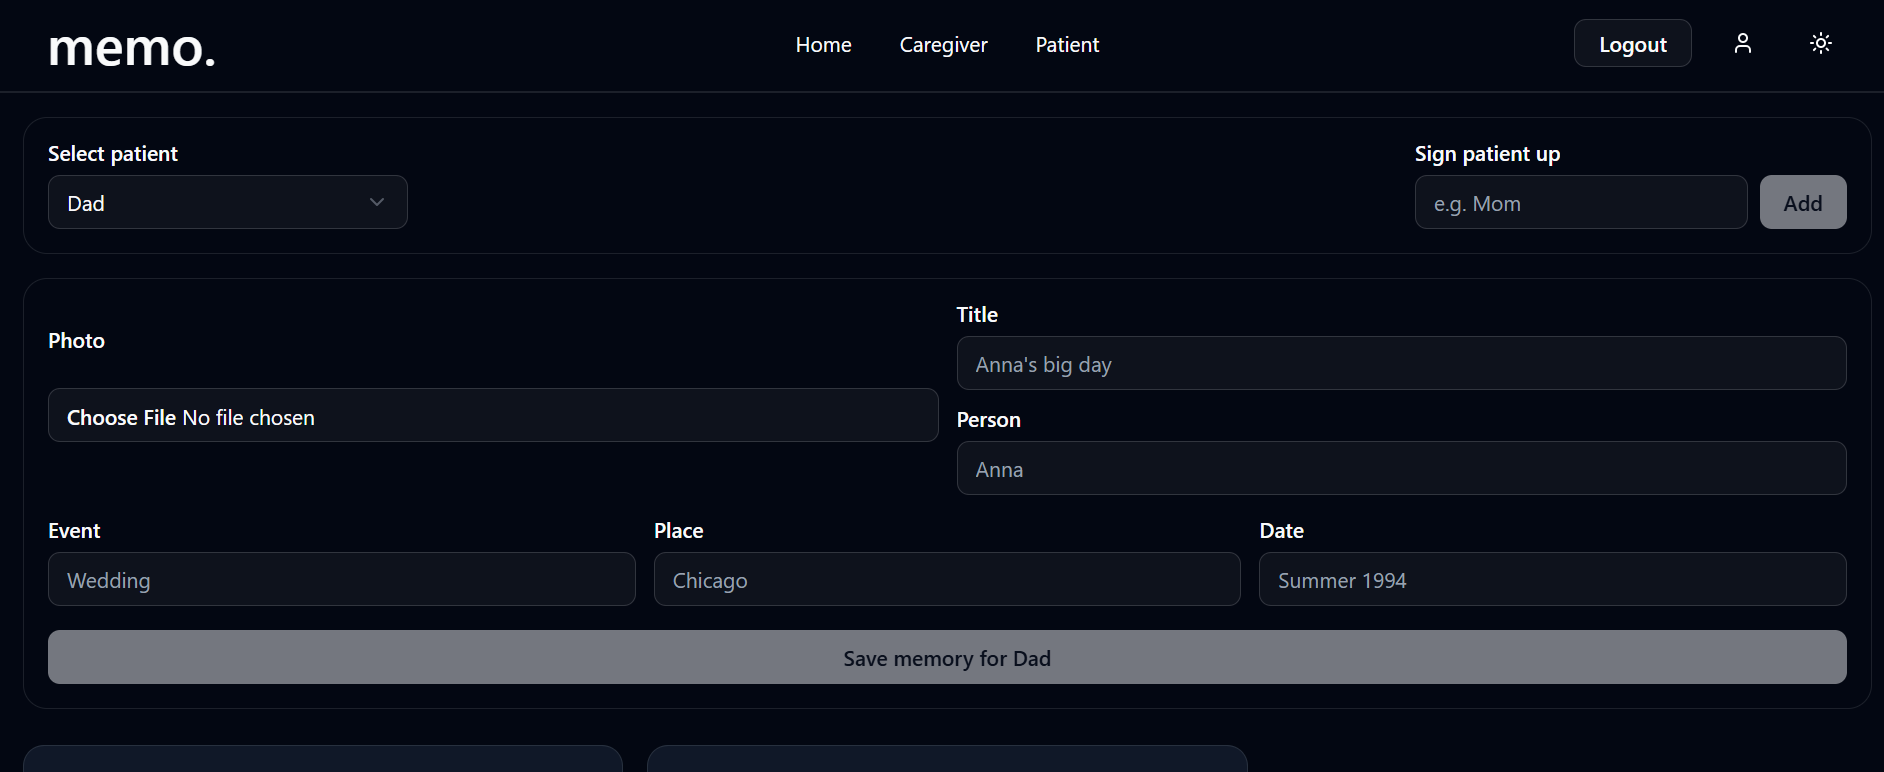 memo.
Home
Caregiver
Patient
Logout
Select patient
Dad
Sign patient up
e.g. Mom
Add
Photo
Choose File No file chosen
Title
Anna's big day
Person
Anna
Event
Wedding
Place
Chicago
Date
Summer 1994
Save memory for Dad